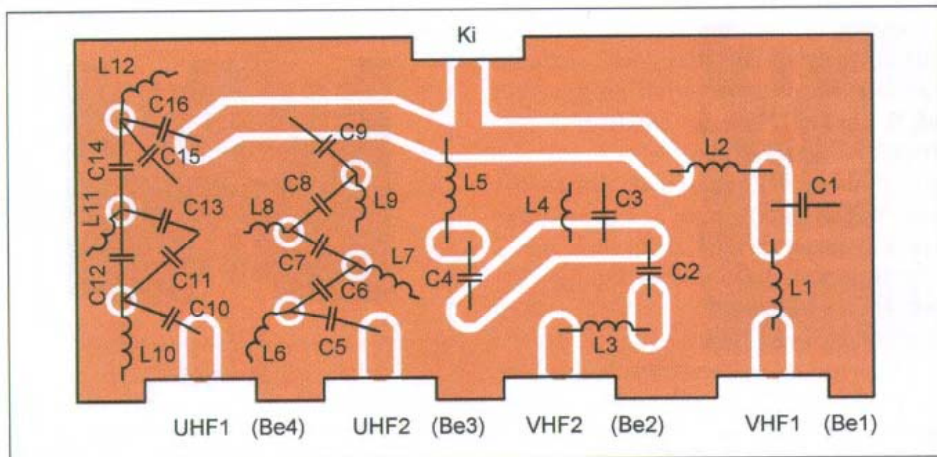 Ki
L12
C16
C15
C14
C9
C8
L9
L5
L2
C1
L4
C3
L11
C13
L8
C7
L7
C12
C11
C6
C4
C2
L1
C10
L10
L6
C5
L3
UHF1 (Be4) UHF2 (Be3) VHF2 (Be2) VHF1 (Be1)